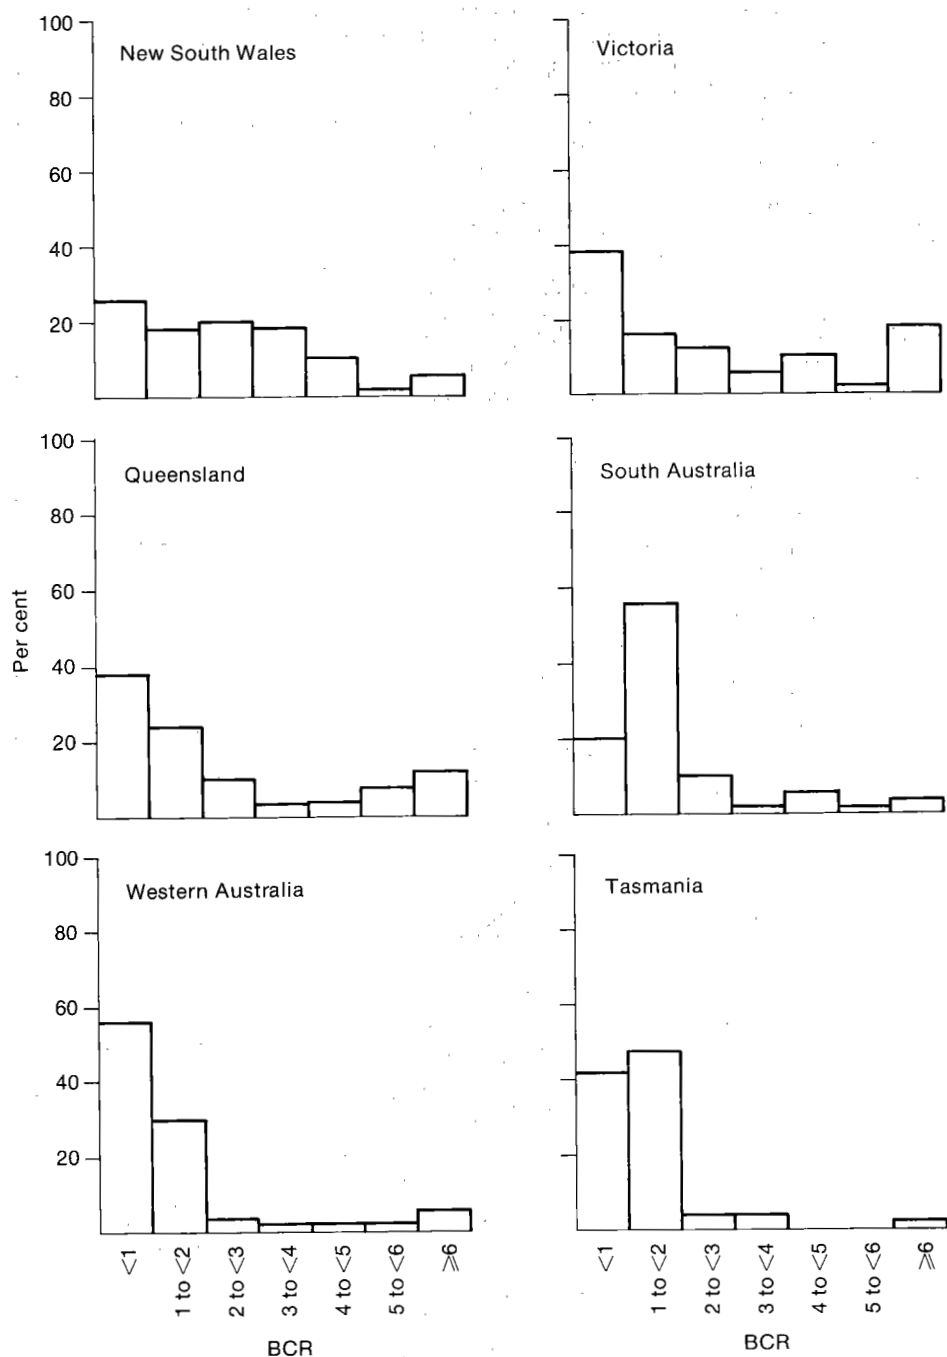 100
80
60
40
20
New South Wales
Victoria
100
80
60
40
20
Queensland
South Australia
Per cent
100
80
60
40
20
Western Australia
Tasmania
<1
1 to <2
2 to <3
3 to <4
4 to <5
5 to <6
⩾6
BCR
<1
1 to <2
2 to <3
3 to <4
4 to <5
5 to <6
⩾6
BCR